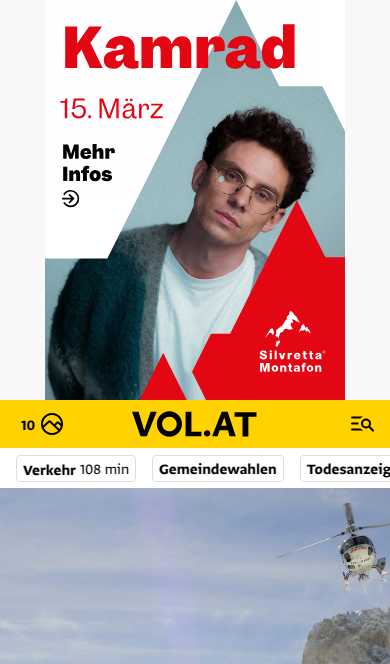 Kamrad
15. März
Mehr
Infos
Silvretta®
Montafon
10
VOL.AT
Verkehr 108 min
Gemeindewahlen
Todesanzeig